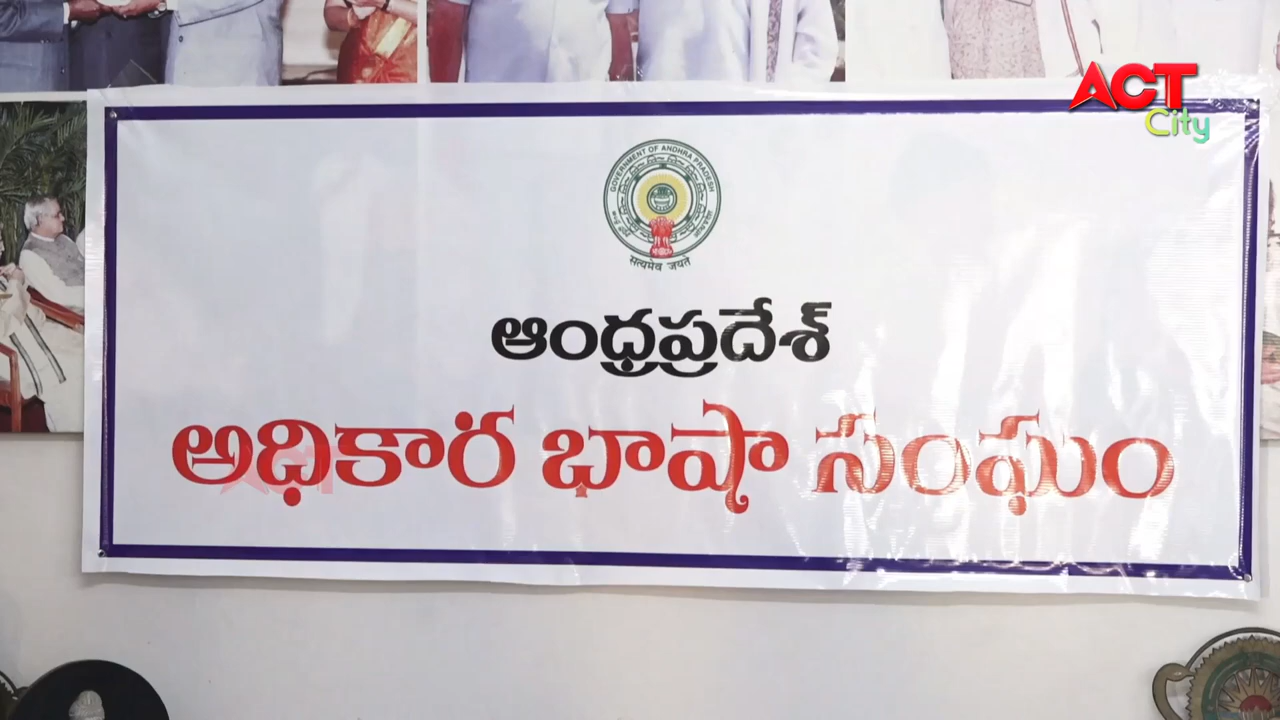 ACT
City
GOVERNMENT OF ANDHRA PRADESH
सत्यमेव जयते
ఆంధ్రప్రదేశ్
అధికార భాషా సంఘం